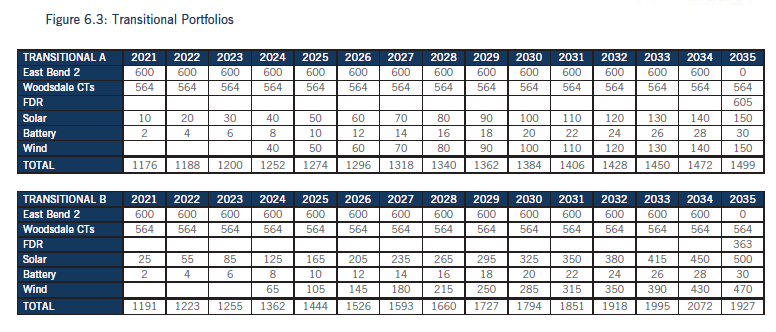 Figure 6.3: Transitional Portfolios
TRANSITIONAL A 2021 2022 2023 2024 2025 2026 2027 2028 2029 2030 2031 2032 2033 2034 2035
East Bend 2 600 600 600 600 600 600 600 600 600 600 600 600 600 600 0
Woodsdale CTs 564 564 564 564 564 564 564 564 564 564 564 564 564 564 564
FDR 605
Solar 10 20 30 40 50 60 70 80 90 100 110 120 130 140 150
Battery 2 4 6 8 10 12 14 16 18 20 22 24 26 28 30
Wind 40 50 60 70 80 90 100 110 120 130 140 150
TOTAL 1176 1188 1200 1252 1274 1296 1318 1340 1362 1384 1406 1428 1450 1472 1499
TRANSITIONAL B 2021 2022 2023 2024 2025 2026 2027 2028 2029 2030 2031 2032 2033 2034 2035
East Bend 2 600 600 600 600 600 600 600 600 600 600 600 600 600 600 0
Woodsdale CTs 564 564 564 564 564 564 564 564 564 564 564 564 564 564 564
FDR 363
Solar 25 55 85 125 165 205 235 265 295 325 350 380 415 450 500
Battery 2 4 6 8 10 12 14 16 18 20 22 24 26 28 30
Wind 65 105 145 180 215 250 285 315 350 390 430 470
TOTAL 1191 1223 1255 1362 1444 1526 1593 1660 1727 1794 1851 1918 1995 2072 1927